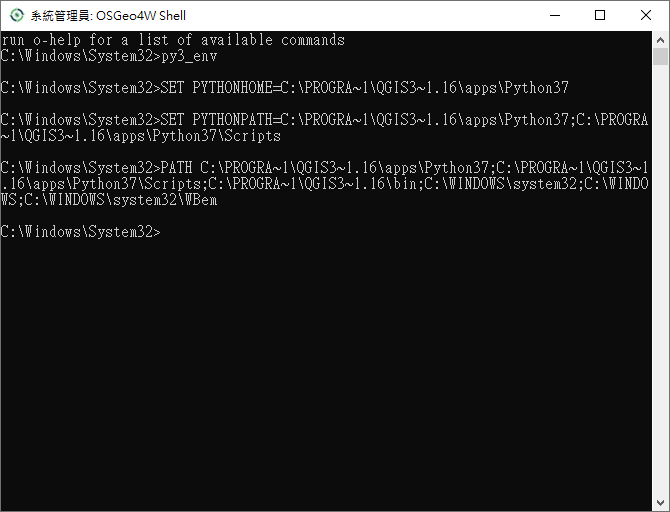 系統管理員: OSGeo4W Shell
run o-help for a list of available commands
C:\Windows\System32>py3_env
C:\Windows\System32>SET PYTHONHOME=C:\PROGRA~1\QGIS3~1.16\apps\Python37
C:\Windows\System32>SET PYTHONPATH=C:\PROGRA~1\QGIS3~1.16\apps\Python37;C:\PROGRA
~1\QGIS3~1.16\apps\Python37\Scripts
C:\Windows\System32>PATH C:\PROGRA~1\QGIS3~1.16\apps\Python37;C:\PROGRA~1\QGIS3~1
.16\apps\Python37\Scripts;C:\PROGRA~1\QGIS3~1.16\bin;C:\WINDOWS\system32;C:\WINDO
WS;C:\WINDOWS\system32\WBem
C:\Windows\System32>